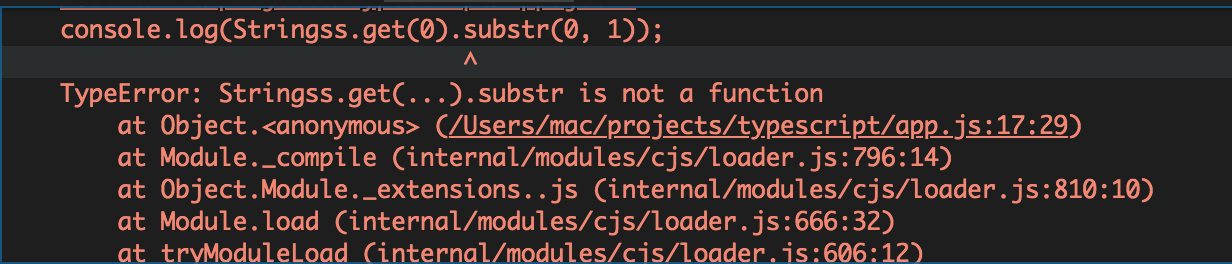 console.log(Stringss.get(0).substr(0, 1));
^
TypeError: Stringss.get(...).substr is not a function
at Object.<anonymous> (/Users/mac/projects/typescript/app.js:17:29)
at Module._compile (internal/modules/cjs/loader.js:796:14)
at Object.Module._extensions..js (internal/modules/cjs/loader.js:810:10)
at Module.load (internal/modules/cjs/loader.js:666:32)
at tryModuleLoad (internal/modules/cjs/loader.js:606:12)